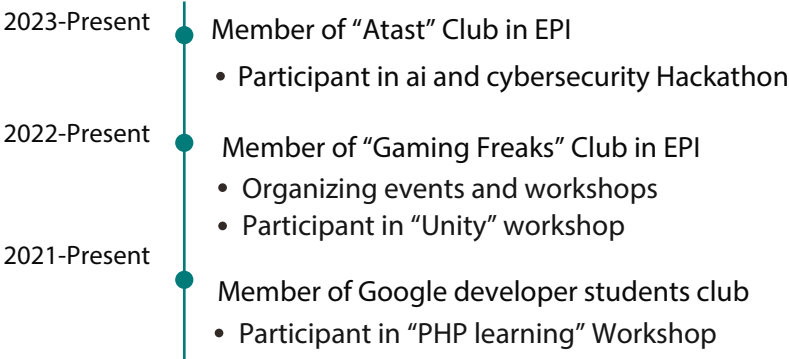 2023-Present
Member of “Atast” Club in EPI
• Participant in ai and cybersecurity Hackathon
2022-Present
Member of “Gaming Freaks” Club in EPI
• Organizing events and workshops
• Participant in “Unity” workshop
2021-Present
Member of Google developer students club
• Participant in “PHP learning” Workshop